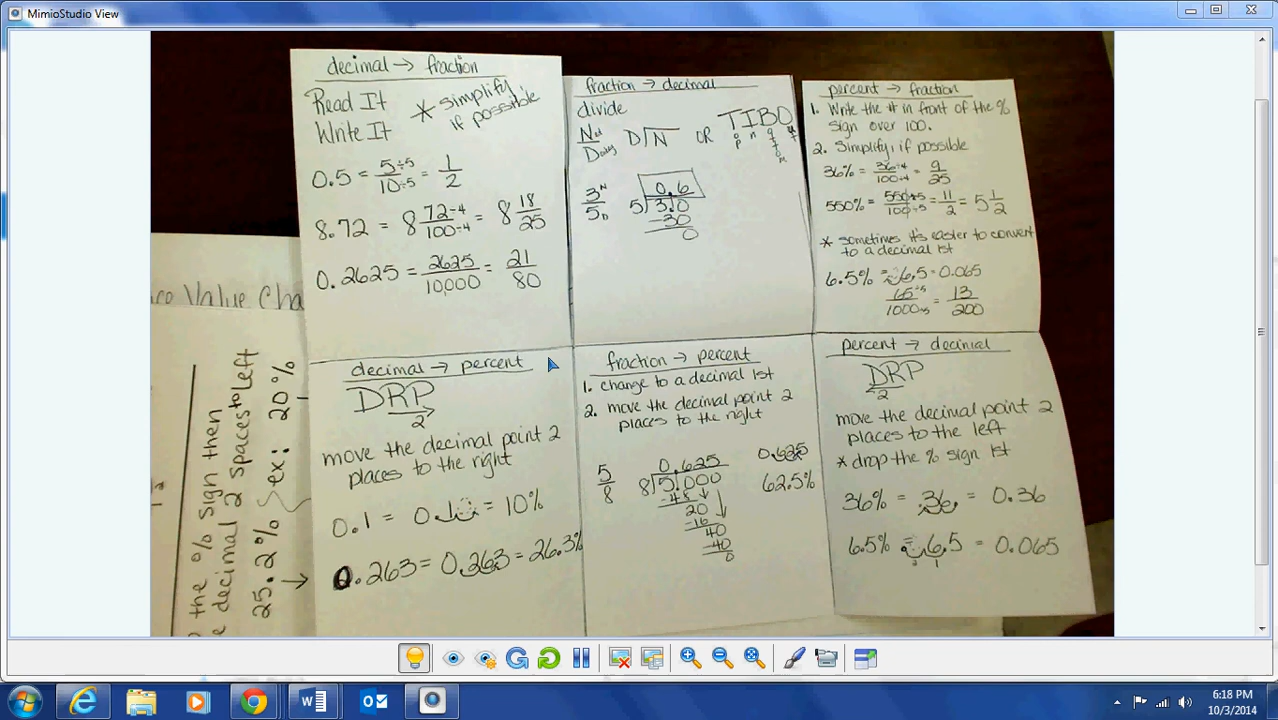 MimioStudio View
decimal → fraction
Read It
Write It
* simplify if possible
0.5 = 5÷5/10÷5 = 1/2
8.72 = 8 72÷4/100÷4 = 8 18/25
0.2625 = 2625/10,000 = 21/80
fraction → decimal
divide
D)N OR TIBO
3/5
0.6
5)3.0
-30
0
percent → fraction
1. Write the # in front of the %
sign over 100.
2. Simplify, if possible
36% = 36÷4/100÷4 = 9/25
550% = 550/100 = 11/2 = 5 1/2
* sometimes it's easier to convert
to a decimal 1st
6.5% = 6.5 = 0.065
65÷5/1000÷5 = 13/200
decimal → percent
DRP
2
move the decimal point 2
places to the right
0.1 = 0.1 = 10%
0.263 = 0.263 = 26.3%
fraction → percent
1. change to a decimal 1st
2. move the decimal point 2
places to the right
5/8
0.625
8)5.000
-48
20
-16
40
-40
0
0.625
62.5%
percent → decimal
DRP
2
move the decimal point 2
places to the left
* drop the % sign 1st
36% = 36. = 0.36
6.5% = 6.5 = 0.065
Value Cha
the % sign then
decimal 2 spaces to left
25.2% ex: 20%
6:18 PM
10/3/2014